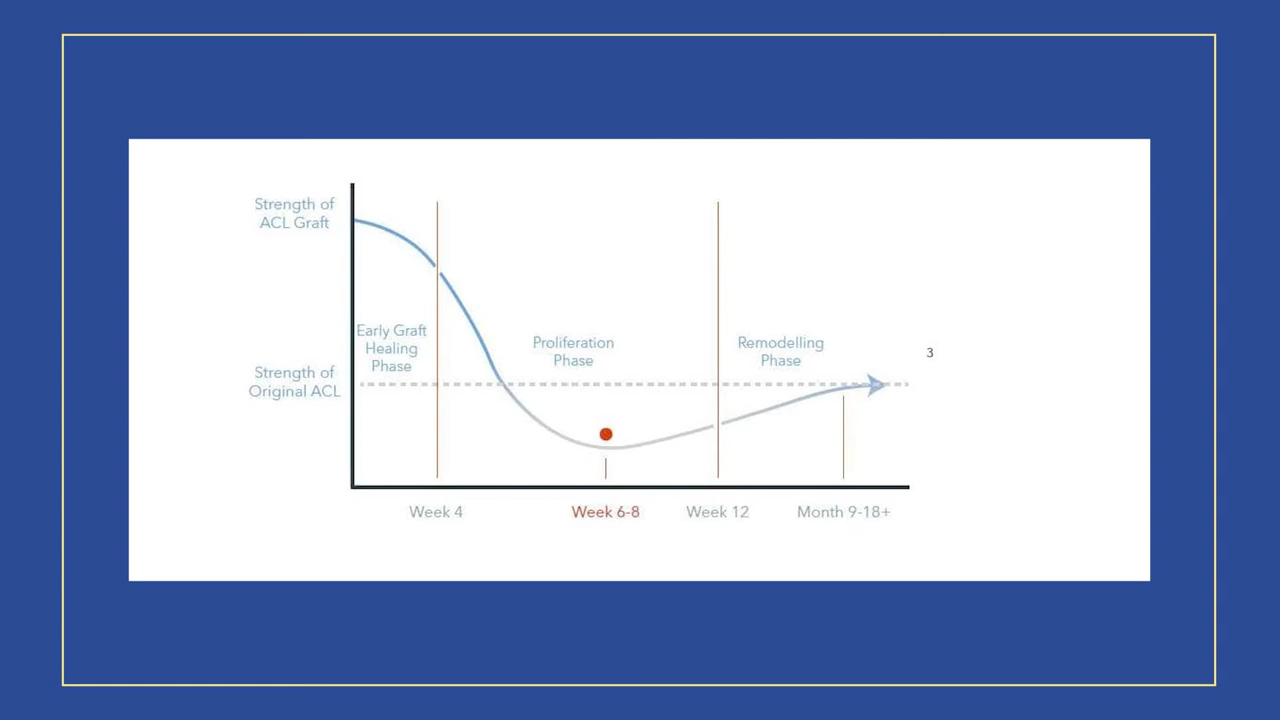 Strength of
ACL Graft
Early Graft
Healing
Phase
Proliferation
Phase
Remodelling
Phase
3
Strength of
Original ACL
Week 4
Week 6-8
Week 12
Month 9-18+